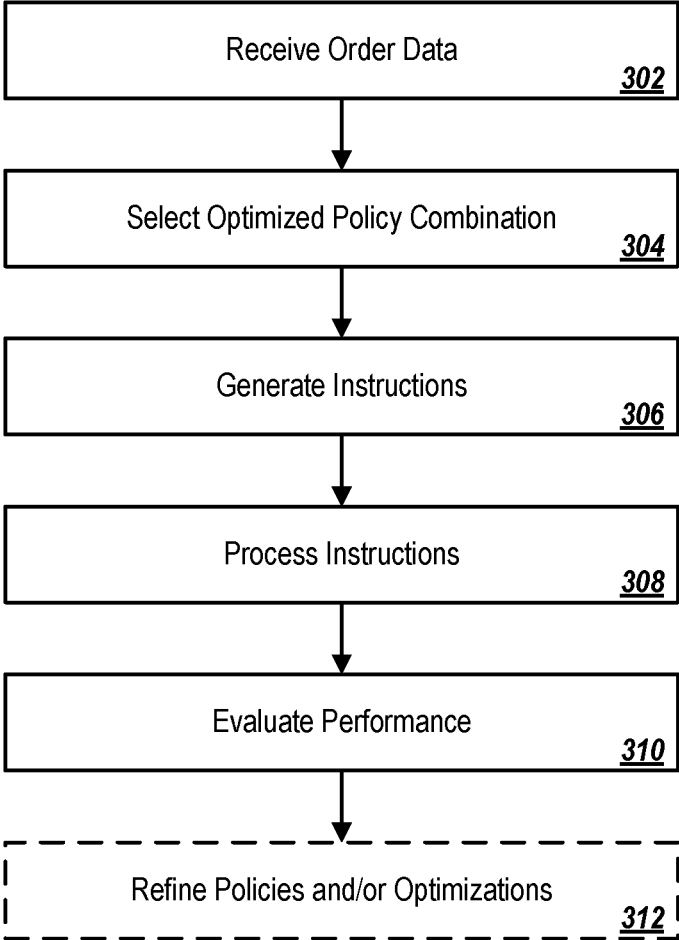 Receive Order Data
302
Select Optimized Policy Combination
304
Generate Instructions
306
Process Instructions
308
Evaluate Performance
310
Refine Policies and/or Optimizations
312